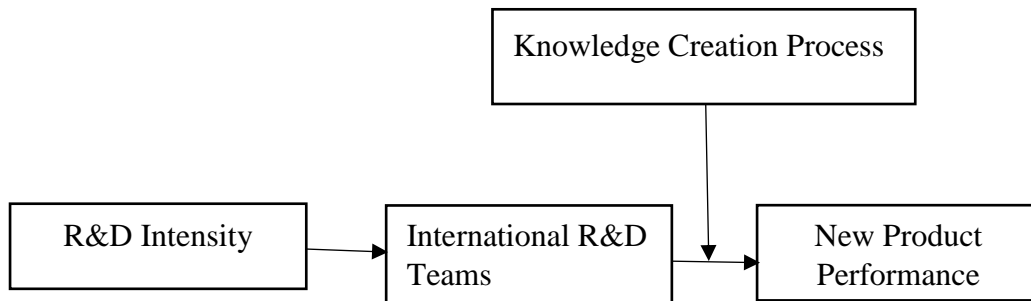 Knowledge Creation Process
R&D Intensity
International R&D
Teams
New Product
Performance